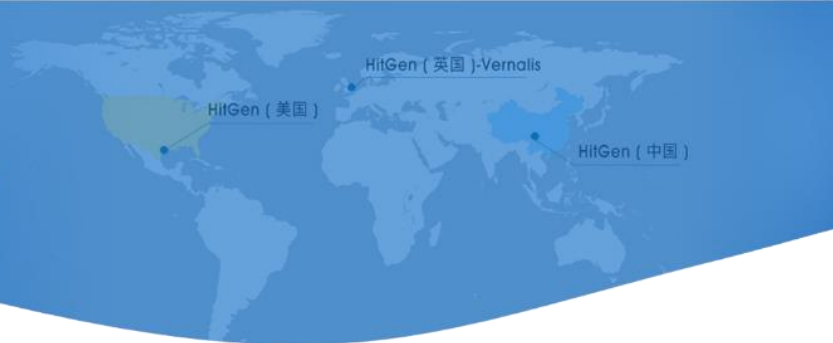 HitGen ( 英国 )-Vernalis
HitGen ( 美国 )
HitGen ( 中国 )